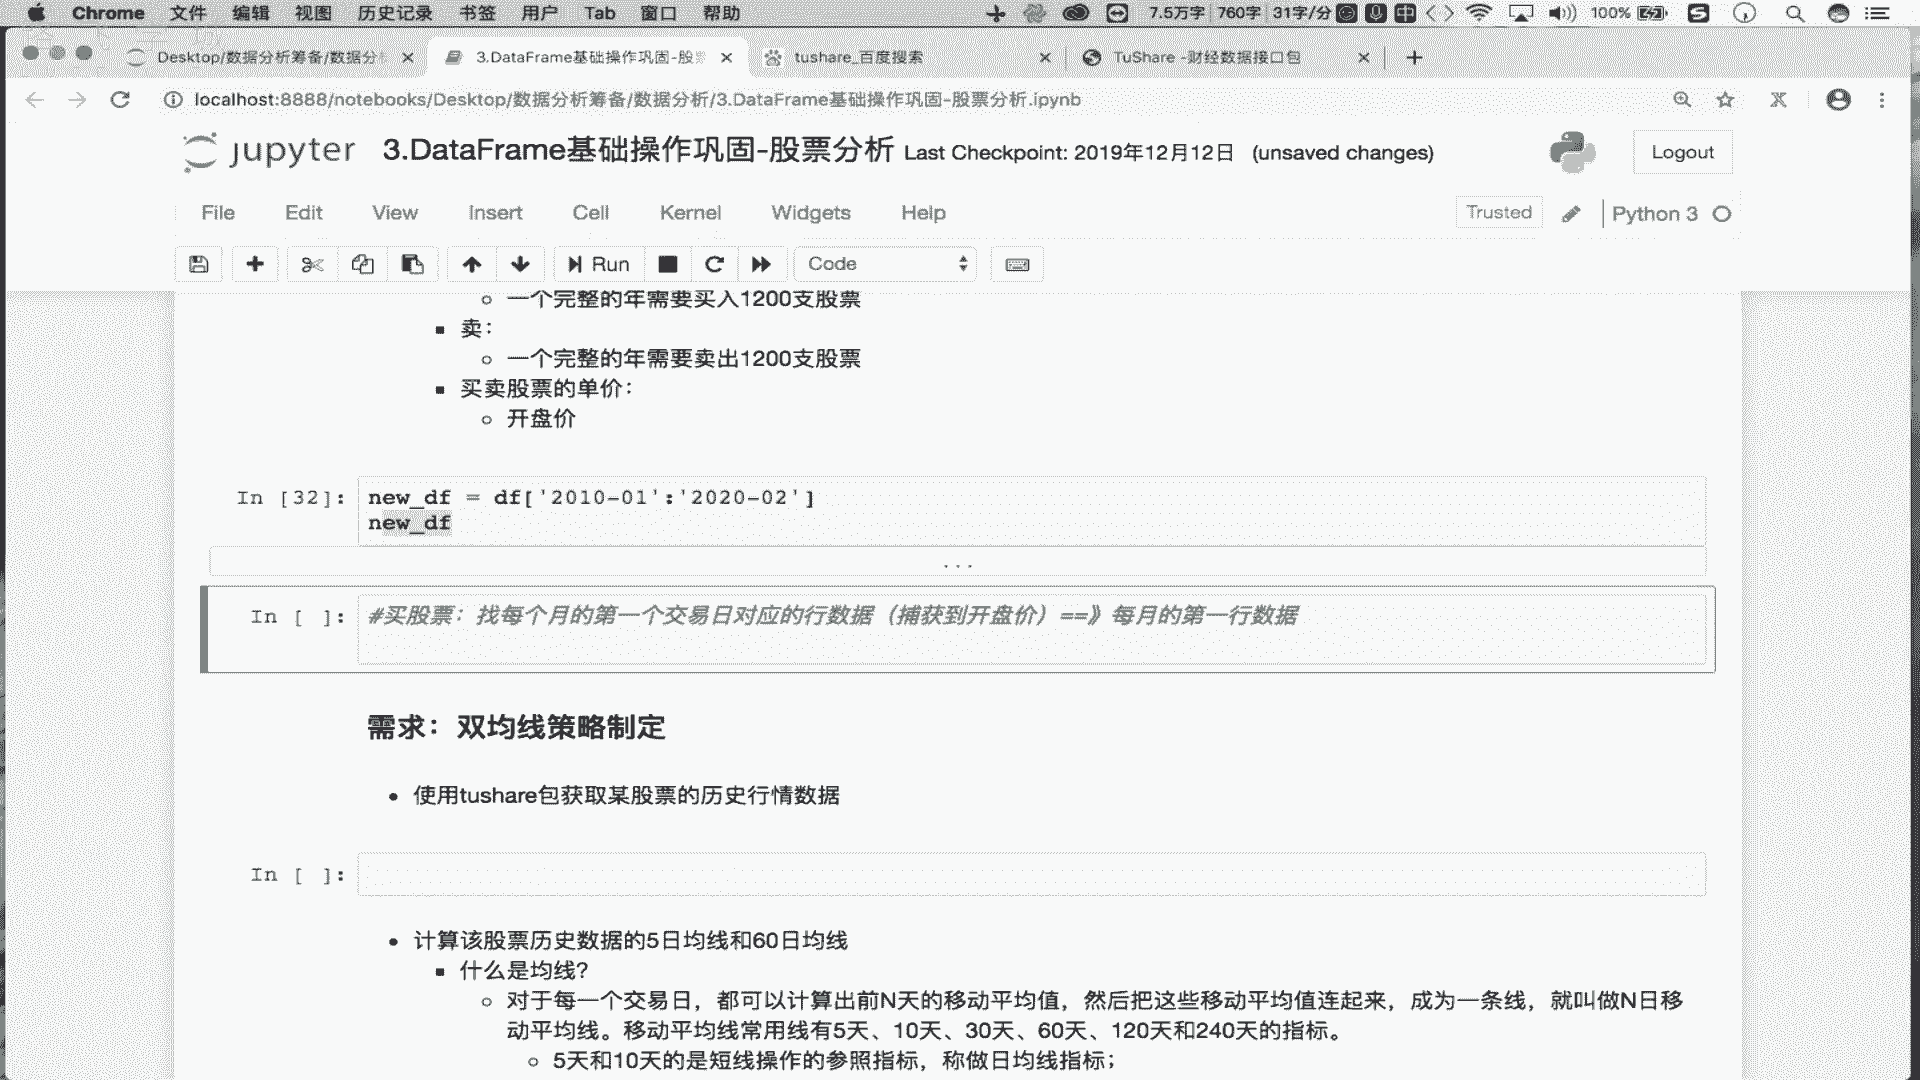 Chrome 文件 编辑 视图 历史记录 书签 用户 Tab 窗口 帮助 7.5万字 760字 31字/分 中 100%
Desktop/数据分析筹备/数据分 3.DataFrame基础操作巩固-股 tushare_百度搜索 TuShare -财经数据接口包
localhost:8888/notebooks/Desktop/数据分析筹备/数据分析/3.DataFrame基础操作巩固-股票分析.ipynb
jupyter 3.DataFrame基础操作巩固-股票分析 Last Checkpoint: 2019年12月12日 (unsaved changes) Logout
File Edit View Insert Cell Kernel Widgets Help Trusted Python 3
Run Code
一个完整的年需要买入1200支股票
卖：
一个完整的年需要卖出1200支股票
买卖股票的单价：
开盘价
In [32]: new_df = df['2010-01':'2020-02']
new_df
...
In [ ]: #买股票：找每个月的第一个交易日对应的行数据（捕获到开盘价）==》每月的第一行数据
需求：双均线策略制定
使用tushare包获取某股票的历史行情数据
In [ ]:
计算该股票历史数据的5日均线和60日均线
什么是均线?
对于每一个交易日，都可以计算出前N天的移动平均值，然后把这些移动平均值连起来，成为一条线，就叫做N日移
动平均线。移动平均线常用线有5天、10天、30天、60天、120天和240天的指标。
5天和10天的是短线操作的参照指标，称做日均线指标；